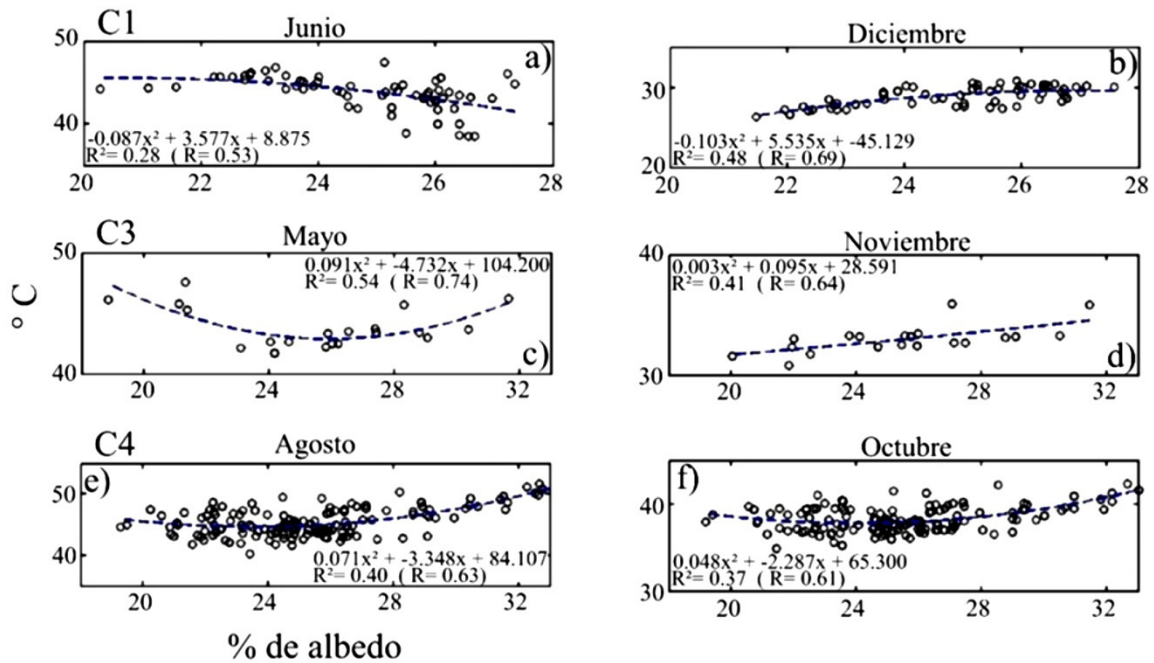 C1
Junio
a)
50
40
-0.087x² + 3.577x + 8.875
R²= 0.28 ( R= 0.53)
20 22 24 26 28
Diciembre
b)
30
20
-0.103x² + 5.535x + -45.129
R²= 0.48 ( R= 0.69)
20 22 24 26 28
C3
Mayo
50
40
0.091x² + -4.732x + 104.200
R²= 0.54 ( R= 0.74)
c)
20 24 28 32
Noviembre
40
30
0.003x² + 0.095x + 28.591
R²= 0.41 ( R= 0.64)
d)
20 24 28 32
° C
C4
Agosto
e)
50
40
0.071x² + -3.348x + 84.107
R²= 0.40 ( R= 0.63)
20 24 28 32
Octubre
f)
40
30
0.048x² + -2.287x + 65.300
R²= 0.37 ( R= 0.61)
20 24 28 32
% de albedo